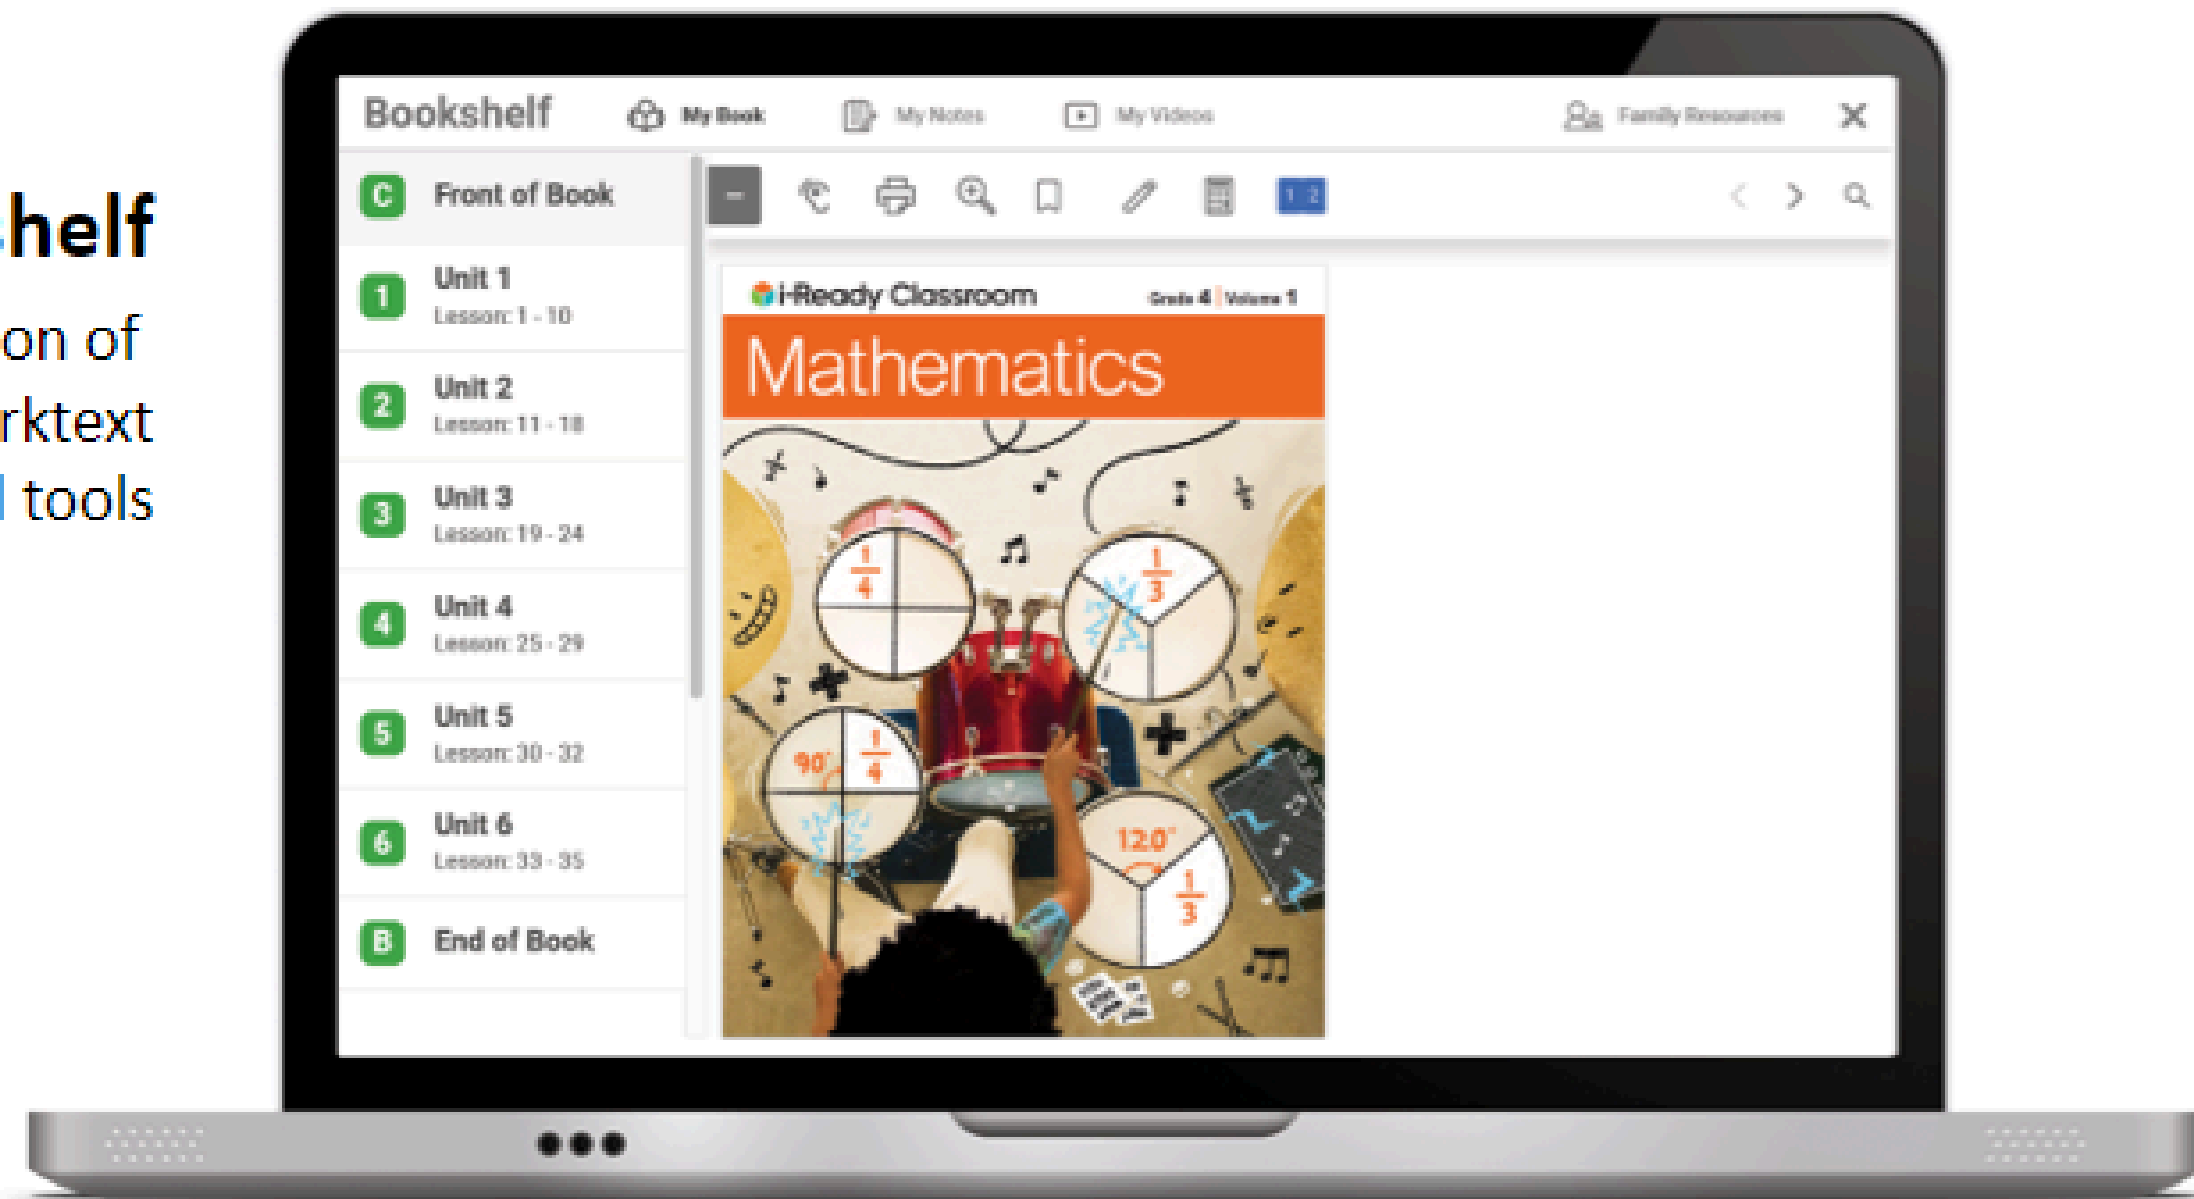 shelf
on of
rktext
l tools
Bookshelf My Book My Notes My Videos Family Resources
C Front of Book
1 Unit 1
Lesson: 1 - 10
2 Unit 2
Lesson: 11 - 18
3 Unit 3
Lesson: 19 - 24
4 Unit 4
Lesson: 25 - 29
5 Unit 5
Lesson: 30 - 32
6 Unit 6
Lesson: 33 - 35
B End of Book
1 2
i-Ready Classroom Grade 4 | Volume 1
Mathematics
1/4
1/3
90° 1/4
120°
1/3